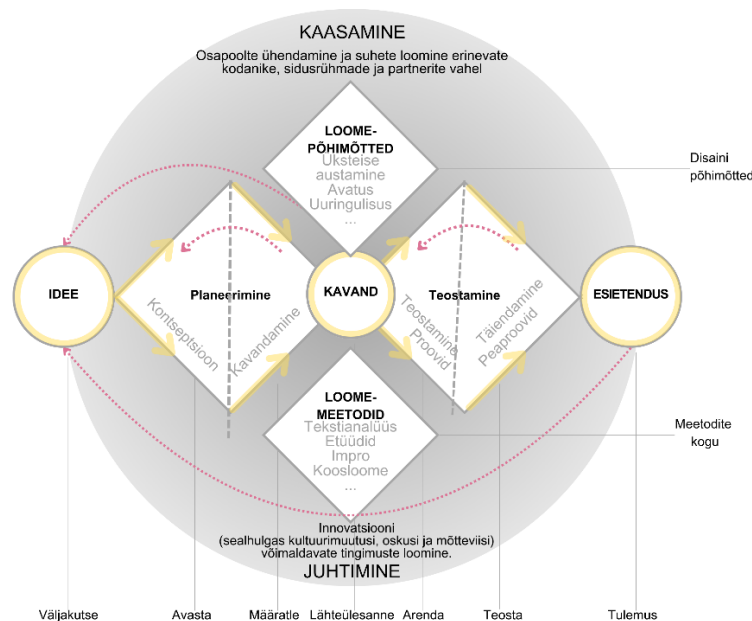 KAASAMINE
Osapoolte ühendamine ja suhete loomine erinevate
kodanike, sidusrühmade ja partnerite vahel
LOOME-
PÕHIMÕTTED
Üksteise
austamine
Avatus
Uuringulisus
...
Disaini
põhimõtted
IDEE
Planeerimine
Kontseptsioon
Kavandamine
KAVAND
Teostamine
Teostamine
Proovid
Täiendamine
Peaproovid
ESIETENDUS
LOOME-
MEETODID
Tekstianalüüs
Etüüdid
Impro
Koosloome
...
Meetodite
kogu
Innovatsiooni
(sealhulgas kultuurimuutusi, oskusi ja mõtteviisi)
võimaldavate tingimuste loomine.
JUHTIMINE
Väljakutse
Avasta
Määratle
Lähteülesanne
Arenda
Teosta
Tulemus